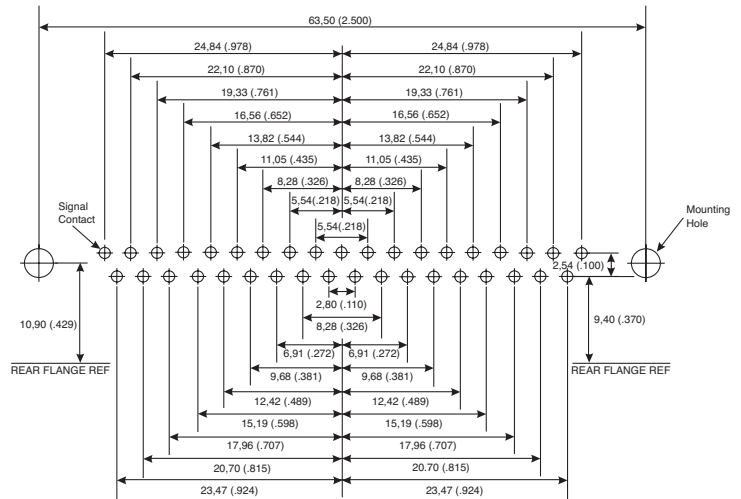 63,50 (2.500)
24,84 (.978) 24,84 (.978)
22,10 (.870) 22,10 (.870)
19,33 (.761) 19,33 (.761)
16,56 (.652) 16,56 (.652)
13,82 (.544) 13,82 (.544)
11,05 (.435) 11,05 (.435)
8,28 (.326) 8,28 (.326)
5,54(.218) 5,54(.218)
Signal
Contact
Mounting
Hole
5,54(.218)
2,54 (.100)
2,80 (.110)
10,90 (.429)
9,40 (.370)
8,28 (.326)
6,91 (.272) 6,91 (.272)
REAR FLANGE REF REAR FLANGE REF
9,68 (.381) 9,68 (.381)
12,42 (.489) 12,42 (.489)
15,19 (.598) 15,19 (.598)
17,96 (.707) 17,96 (.707)
20,70 (.815) 20.70 (.815)
23,47 (.924) 23,47 (.924)